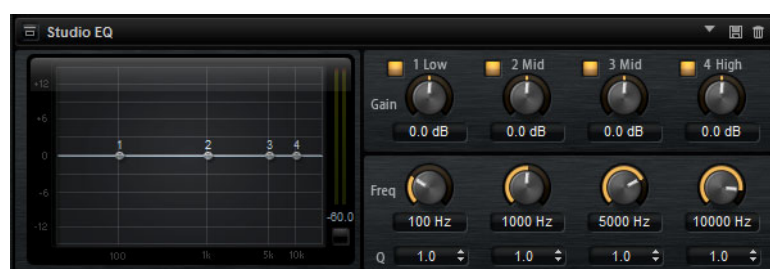 Studio EQ
+12
+6
0
-6
-12
1 2 3 4
100 1k 5k 10k
-60.0
1 Low 2 Mid 3 Mid 4 High
Gain
0.0 dB 0.0 dB 0.0 dB 0.0 dB
Freq
100 Hz 1000 Hz 5000 Hz 10000 Hz
Q 1.0 1.0 1.0 1.0